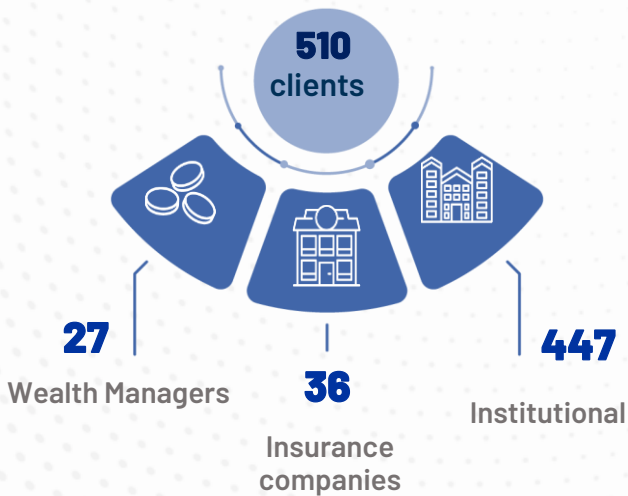 510
clients
27
Wealth Managers
36
Insurance
companies
447
Institutional